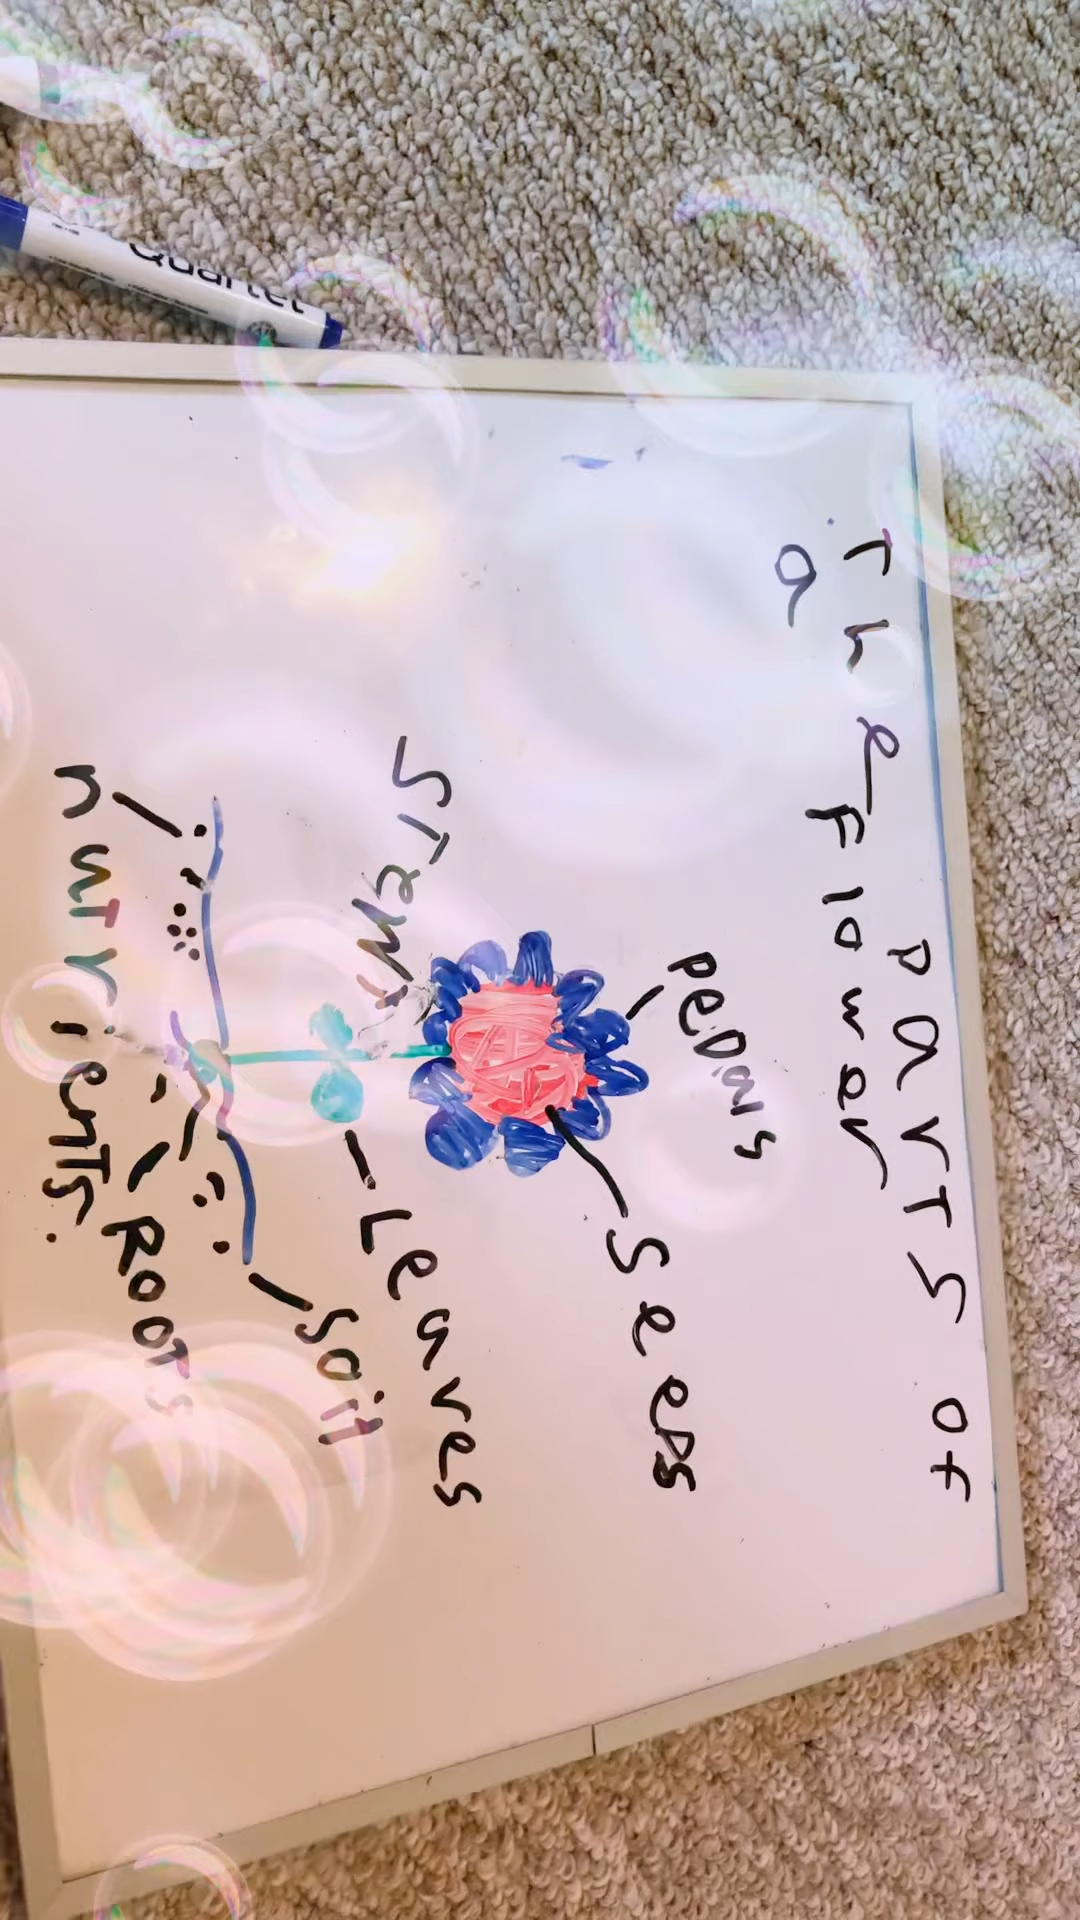 The parts of
a Flower
peDals
SeeDs
STEM
Leaves
Soil
Roots
nuTrienTs.
Quartet